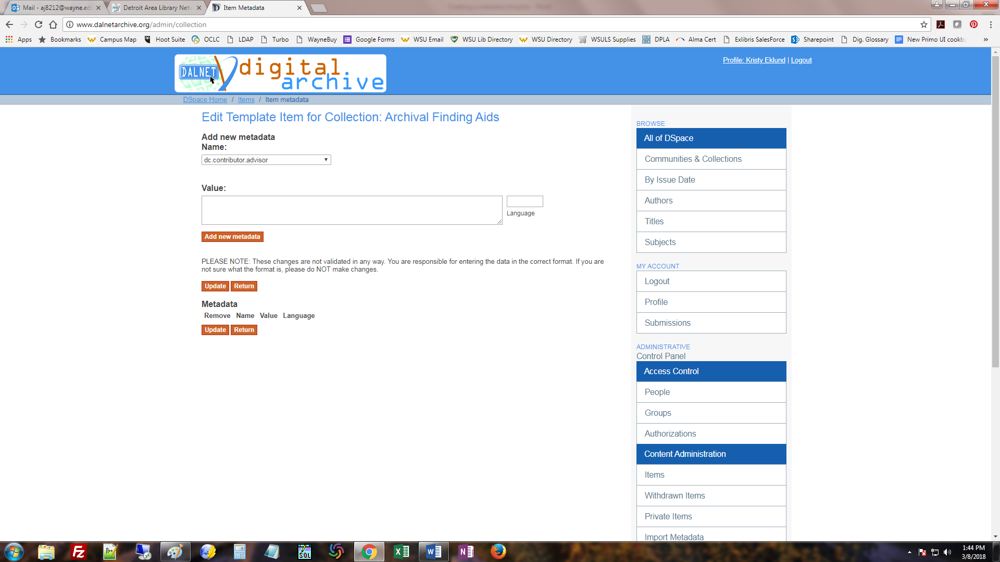 Mail - aj8212@wayne.ed
Detroit Area Library Net
Item Metadata
www.dalnetarchive.org/admin/collection
Apps
Bookmarks
Campus Map
Hoot Suite
OCLC
LDAP
Turbo
WayneBuy
Google Forms
WSU Email
WSU Lib Directory
WSU Directory
WSULS Supplies
DPLA
Alma Cert
Exlibris SalesForce
Sharepoint
Dig. Glossary
New Primo UI cookb
»
DALNET digital archive
Profile: Kristy Eklund | Logout
DSpace Home / Items / Item metadata
Edit Template Item for Collection: Archival Finding Aids
Add new metadata
Name:
dc.contributor.advisor
Value:
Language
Add new metadata
PLEASE NOTE: These changes are not validated in any way. You are responsible for entering the data in the correct format. If you are
not sure what the format is, please do NOT make changes.
Update Return
Metadata
Remove Name Value Language
Update Return
BROWSE
All of DSpace
Communities & Collections
By Issue Date
Authors
Titles
Subjects
MY ACCOUNT
Logout
Profile
Submissions
ADMINISTRATIVE
Control Panel
Access Control
People
Groups
Authorizations
Content Administration
Items
Withdrawn Items
Private Items
Import Metadata
1:44 PM
3/8/2018